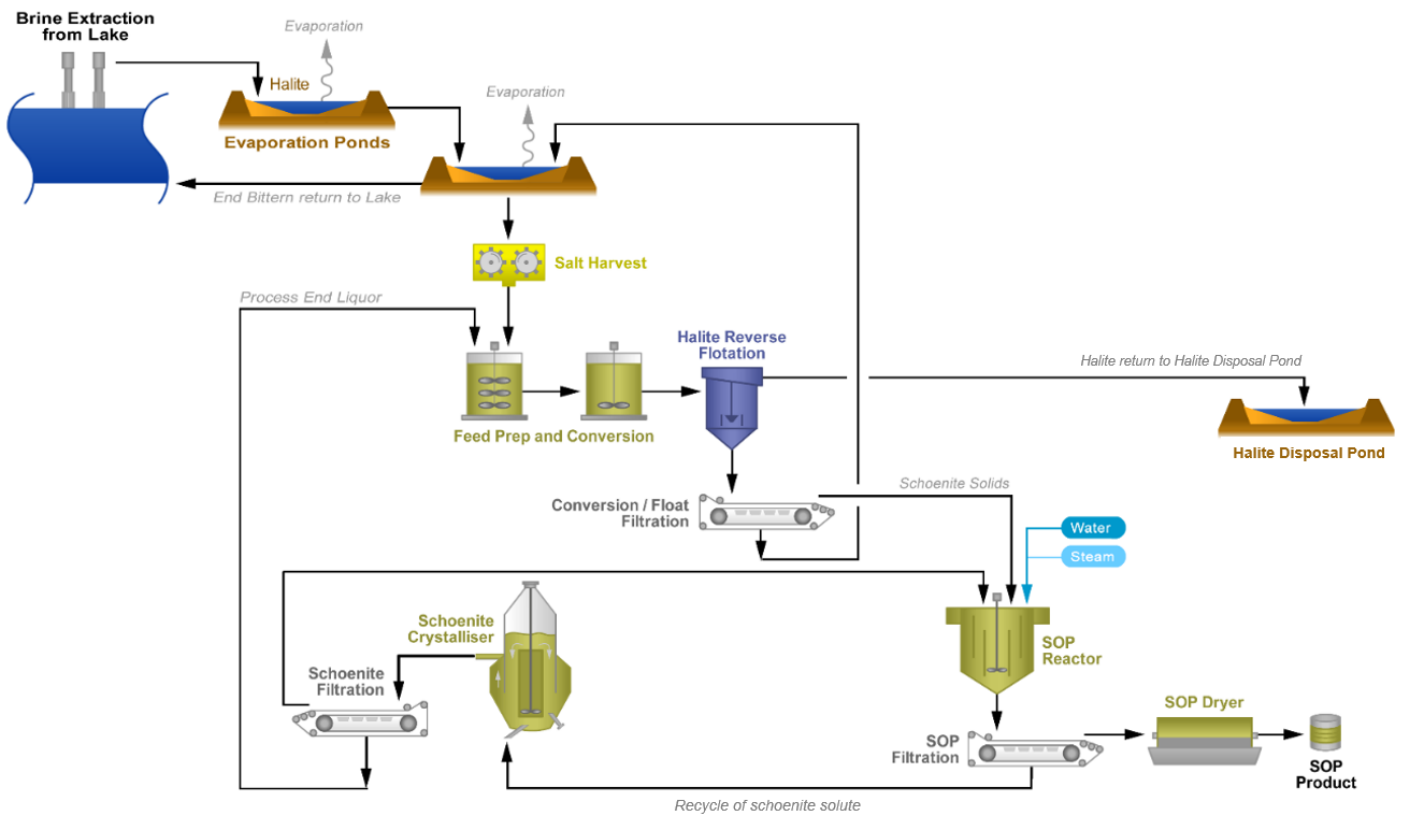 Brine Extraction
from Lake
Evaporation
Halite
Evaporation Ponds
Evaporation
End Bittern return to Lake
Salt Harvest
Process End Liquor
Halite Reverse
Flotation
Halite return to Halite Disposal Pond
Feed Prep and Conversion
Halite Disposal Pond
Conversion / Float
Filtration
Schoenite Solids
Water
Steam
Schoenite
Crystalliser
SOP
Reactor
Schoenite
Filtration
SOP Dryer
SOP
Filtration
SOP
Product
Recycle of schoenite solute